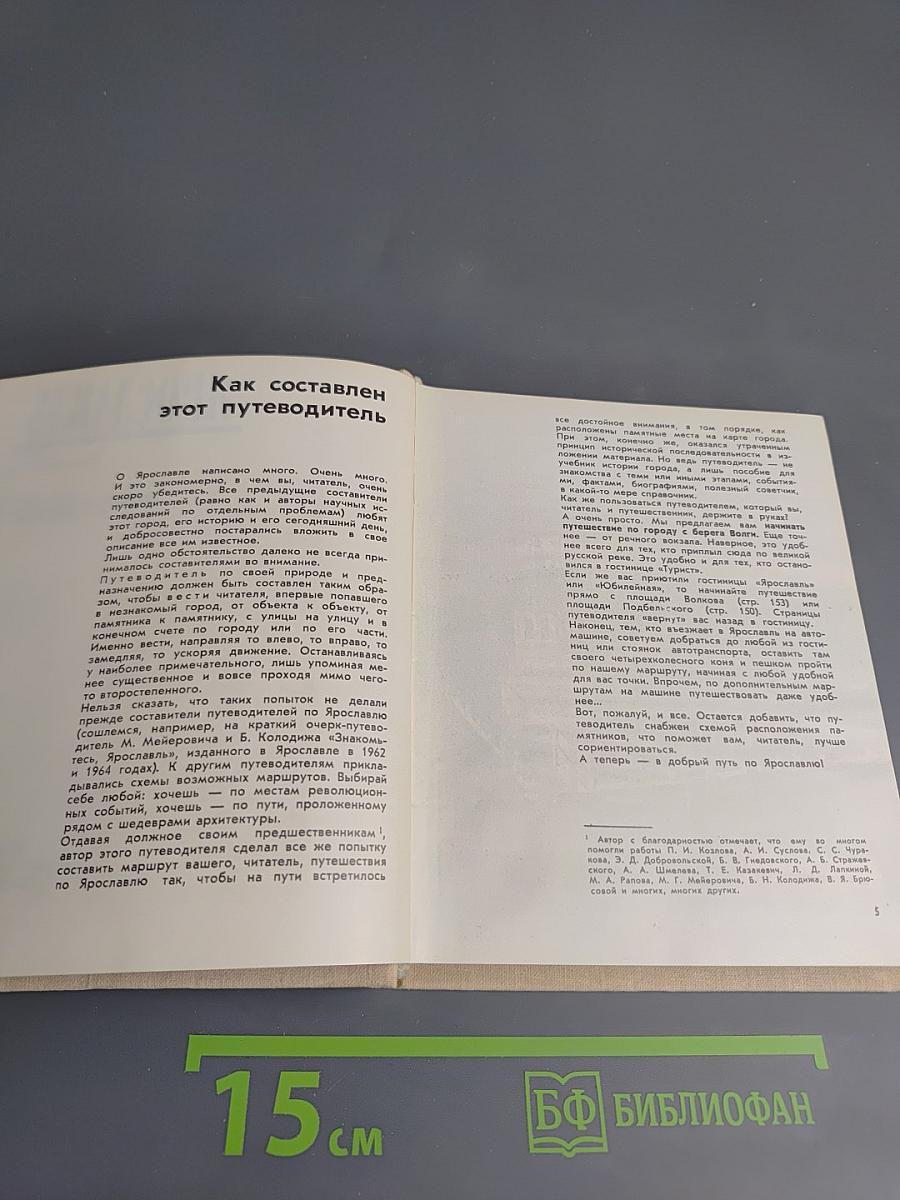 Как составлен
этот путеводитель
О Ярославле написано много. Очень много.
И это закономерно, в чем вы, читатель, очень
скоро убедитесь. Все предыдущие составители
путеводителей (равно как и авторы научных ис-
следований по отдельным проблемам) любят
этот город, его историю и его сегодняшний день,
и добросовестно постарались вложить в свое
описание все им известное.
Лишь одно обстоятельство далеко не всегда при-
нималось составителями во внимание.
Путеводитель по своей природе и пред-
назначению должен быть составлен таким обра-
зом, чтобы вести читателя, впервые попавшего
в незнакомый город, от объекта к объекту, от
памятника к памятнику, с улицы на улицу и в
конечном счете по городу или по его части.
Именно вести, направляя то влево, то вправо, то
замедляя, то ускоряя движение. Останавливаясь
у наиболее примечательного, лишь упоминая ме-
нее существенное и вовсе проходя мимо чего-
то второстепенного.
Нельзя сказать, что таких попыток не делали
прежде составители путеводителей по Ярославлю
(сошлемся, например, на краткий очерк-путево-
дитель М. Мейеровича и Б. Колодижа «Знакомь-
тесь, Ярославль», изданного в Ярославле в 1962
и 1964 годах). К другим путеводителям прикла-
дывались схемы возможных маршрутов. Выбирай
себе любой: хочешь — по местам революцион-
ных событий, хочешь — по пути, проложенному
рядом с шедеврами архитектуры.
Отдавая должное своим предшественникам¹,
автор этого путеводителя сделал все же попытку
составить маршрут вашего, читатель, путешествия
по Ярославлю так, чтобы на пути встретилось
все достойное внимания, в том порядке, как
расположены памятные места на карте города.
При этом, конечно же, оказался утраченным
принцип исторической последовательности в из-
ложении материала. Но ведь путеводитель — не
учебник истории города, а лишь пособие для
знакомства с теми или иными этапами, события-
ми, фактами, биографиями, полезный советчик,
в какой-то мере справочник.
Как же пользоваться путеводителем, который вы,
читатель и путешественник, держите в руках?
А очень просто. Мы предлагаем вам начинать
путешествие по городу с берега Волги. Еще точ-
нее — от речного вокзала. Наверное, это удоб-
нее всего для тех, кто приплыл сюда по великой
русской реке. Это удобно и для тех, кто остано-
вился в гостинице «Турист».
Если же вас приютили гостиницы «Ярославль»
или «Юбилейная», то начинайте путешествие
прямо с площади Волкова (стр. 153) или
площади Подбельского (стр. 150). Страницы
путеводителя «вернут» вас назад в гостиницу.
Наконец, тем, кто въезжает в Ярославль на авто-
машине, советуем добраться до любой из гости-
ниц или стоянок автотранспорта, оставить там
своего четырехколесного коня и пешком пройти
по нашему маршруту, начиная с любой удобной
для вас точки. Впрочем, по дополнительным мар-
шрутам на машине путешествовать даже удоб-
нее...
Вот, пожалуй, и все. Остается добавить, что пу-
теводитель снабжен схемой расположения па-
мятников, что поможет вам, читатель, лучше
сориентироваться.
А теперь — в добрый путь по Ярославлю!
¹ Автор с благодарностью отмечает, что ему во многом
помогли работы П. И. Козлова, А. И. Суслова, С. С. Чура-
кова, Э. Д. Добровольской, Б. В. Гнедовского, А. Б. Стражев-
ского, А. А. Шмелева, Т. Е. Казакевич, Л. Д. Лапкиной,
М. А. Рапова, М. Г. Мейеровича, Б. Н. Колодижа, В. Я. Брю-
совой и многих, многих других.
5
15 см
БФ БИБЛИОФАН